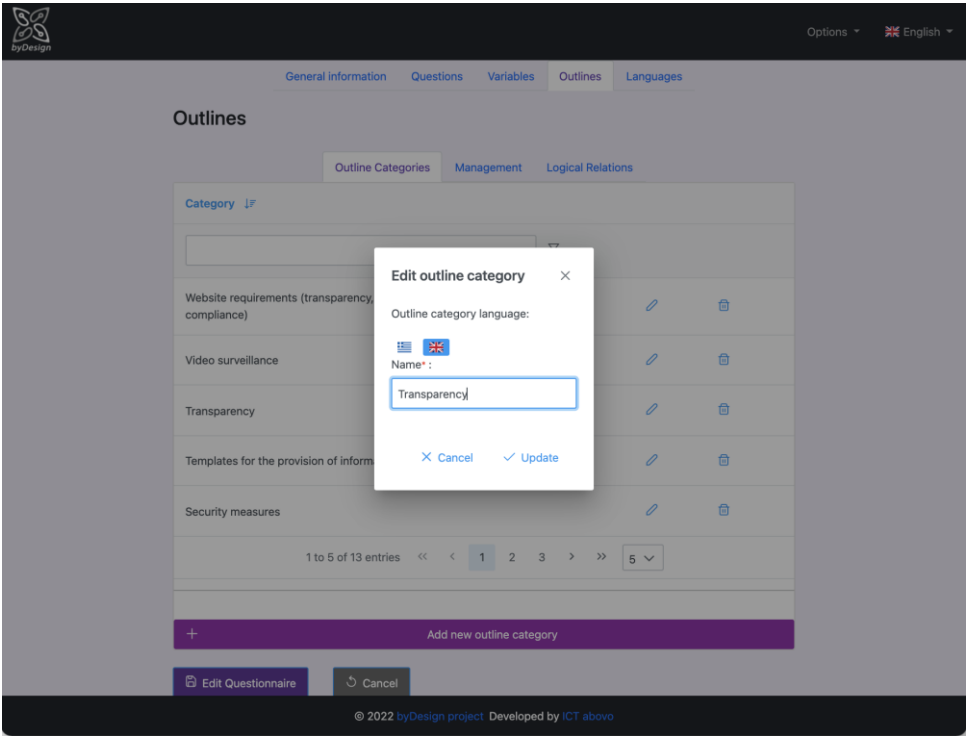 byDesign
Options
English
General information Questions Variables Outlines Languages
Outlines
Outline Categories Management Logical Relations
Category
Edit outline category
Website requirements (transparency,
compliance)
Outline category language:
Name* :
Video surveillance
Transparency
Transparency
Templates for the provision of inform
Cancel Update
Security measures
1 to 5 of 13 entries << < 1 2 3 > >> 5
+ Add new outline category
Edit Questionnaire Cancel
© 2022 byDesign project Developed by ICT abovo